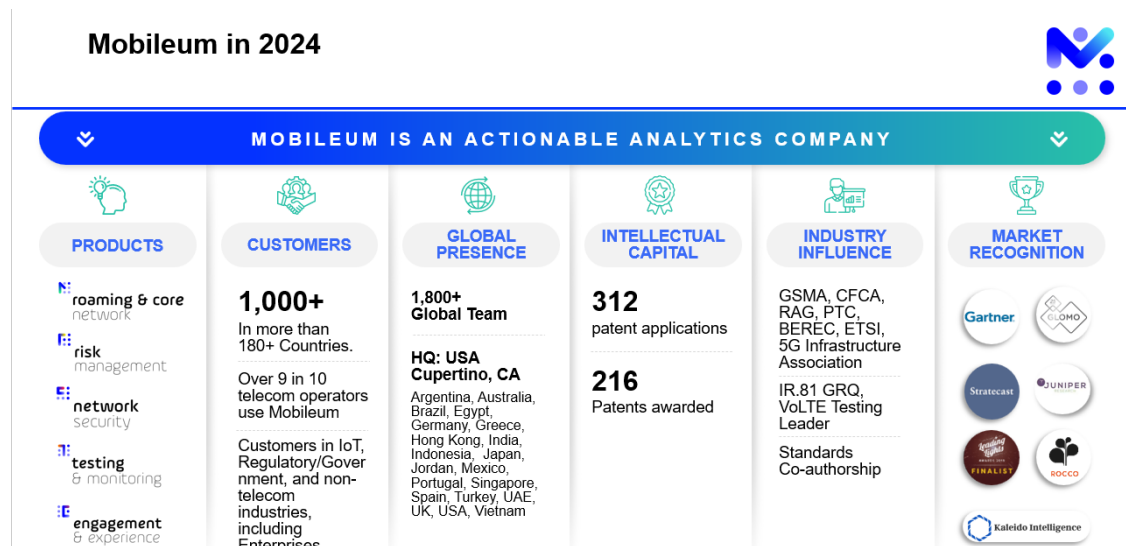 Mobileum in 2024
MOBILEUM IS AN ACTIONABLE ANALYTICS COMPANY
PRODUCTS
roaming & core
network
risk
management
network
security
testing
& monitoring
engagement
& experience
CUSTOMERS
1,000+
In more than
180+ Countries.
Over 9 in 10
telecom operators
use Mobileum
Customers in IoT,
Regulatory/Gover
nment, and non-
telecom
industries,
including
Enterprises
GLOBAL
PRESENCE
1,800+
Global Team
HQ: USA
Cupertino, CA
Argentina, Australia,
Brazil, Egypt,
Germany, Greece,
Hong Kong, India,
Indonesia, Japan,
Jordan, Mexico,
Portugal, Singapore,
Spain, Turkey, UAE,
UK, USA, Vietnam
INTELLECTUAL
CAPITAL
312
patent applications
216
Patents awarded
INDUSTRY
INFLUENCE
GSMA, CFCA,
RAG, PTC,
BEREC, ETSI,
5G Infrastructure
Association
IR.81 GRQ,
VoLTE Testing
Leader
Standards
Co-authorship
MARKET
RECOGNITION
Gartner
GLOMO
Stratecast
JUNIPER
Leading
lights
FINALIST
ROCCO
Kaleido Intelligence